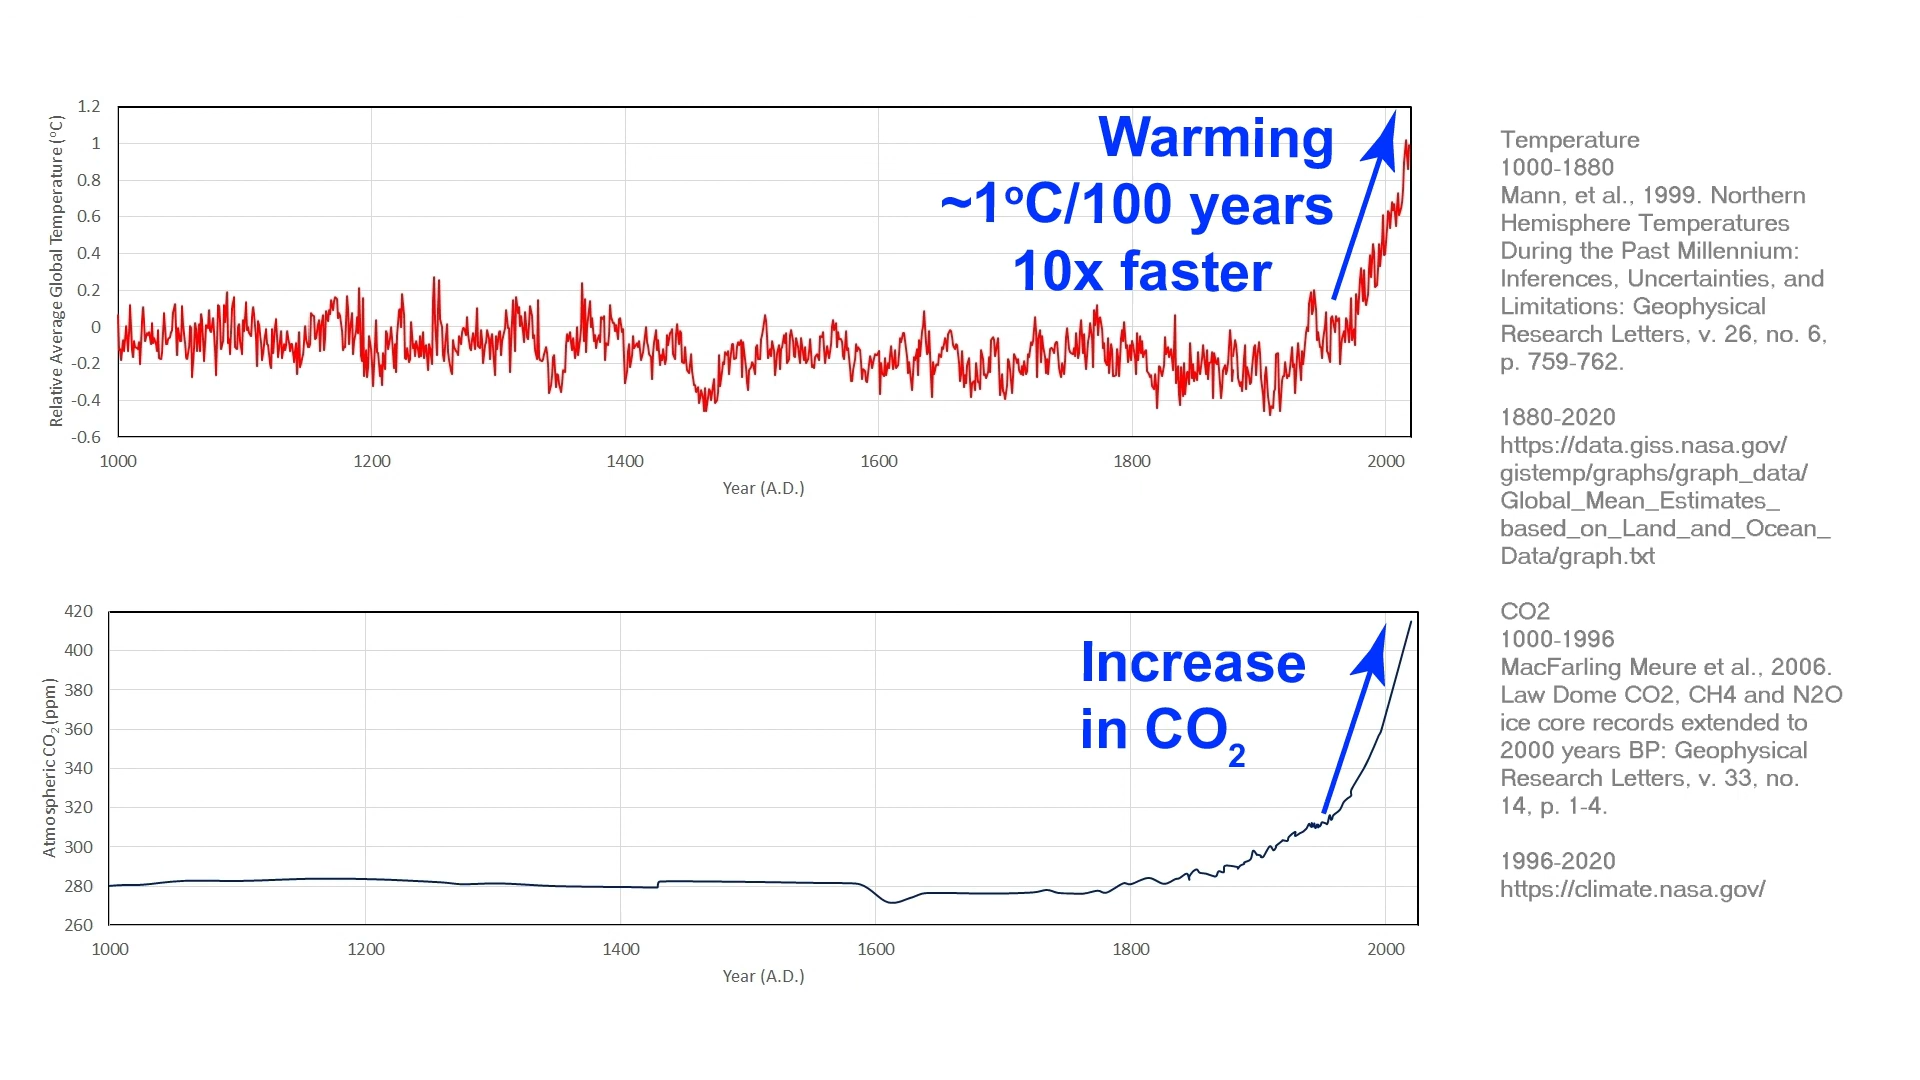 1.2
1
0.8
0.6
0.4
0.2
0
-0.2
-0.4
-0.6
Relative Average Global Temperature (°C)
1000 1200 1400 1600 1800 2000
Year (A.D.)
Warming
~1°C/100 years
10x faster
420
400
380
360
340
320
300
280
260
Atmospheric CO2 (ppm)
1000 1200 1400 1600 1800 2000
Year (A.D.)
Increase
in CO2
Temperature
1000-1880
Mann, et al., 1999. Northern
Hemisphere Temperatures
During the Past Millennium:
Inferences, Uncertainties, and
Limitations: Geophysical
Research Letters, v. 26, no. 6,
p. 759-762.
1880-2020
https://data.giss.nasa.gov/
gistemp/graphs/graph_data/
Global_Mean_Estimates_
based_on_Land_and_Ocean_
Data/graph.txt
CO2
1000-1996
MacFarling Meure et al., 2006.
Law Dome CO2, CH4 and N2O
ice core records extended to
2000 years BP: Geophysical
Research Letters, v. 33, no.
14, p. 1-4.
1996-2020
https://climate.nasa.gov/